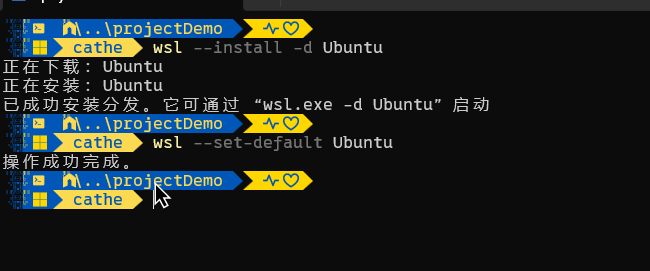 \..\projectDemo
cathe wsl --install -d Ubuntu
正在下载: Ubuntu
正在安装: Ubuntu
已成功安装分发。它可通过 “wsl.exe -d Ubuntu” 启动
\..\projectDemo
cathe wsl --set-default Ubuntu
操作成功完成。
\..\projectDemo
cathe